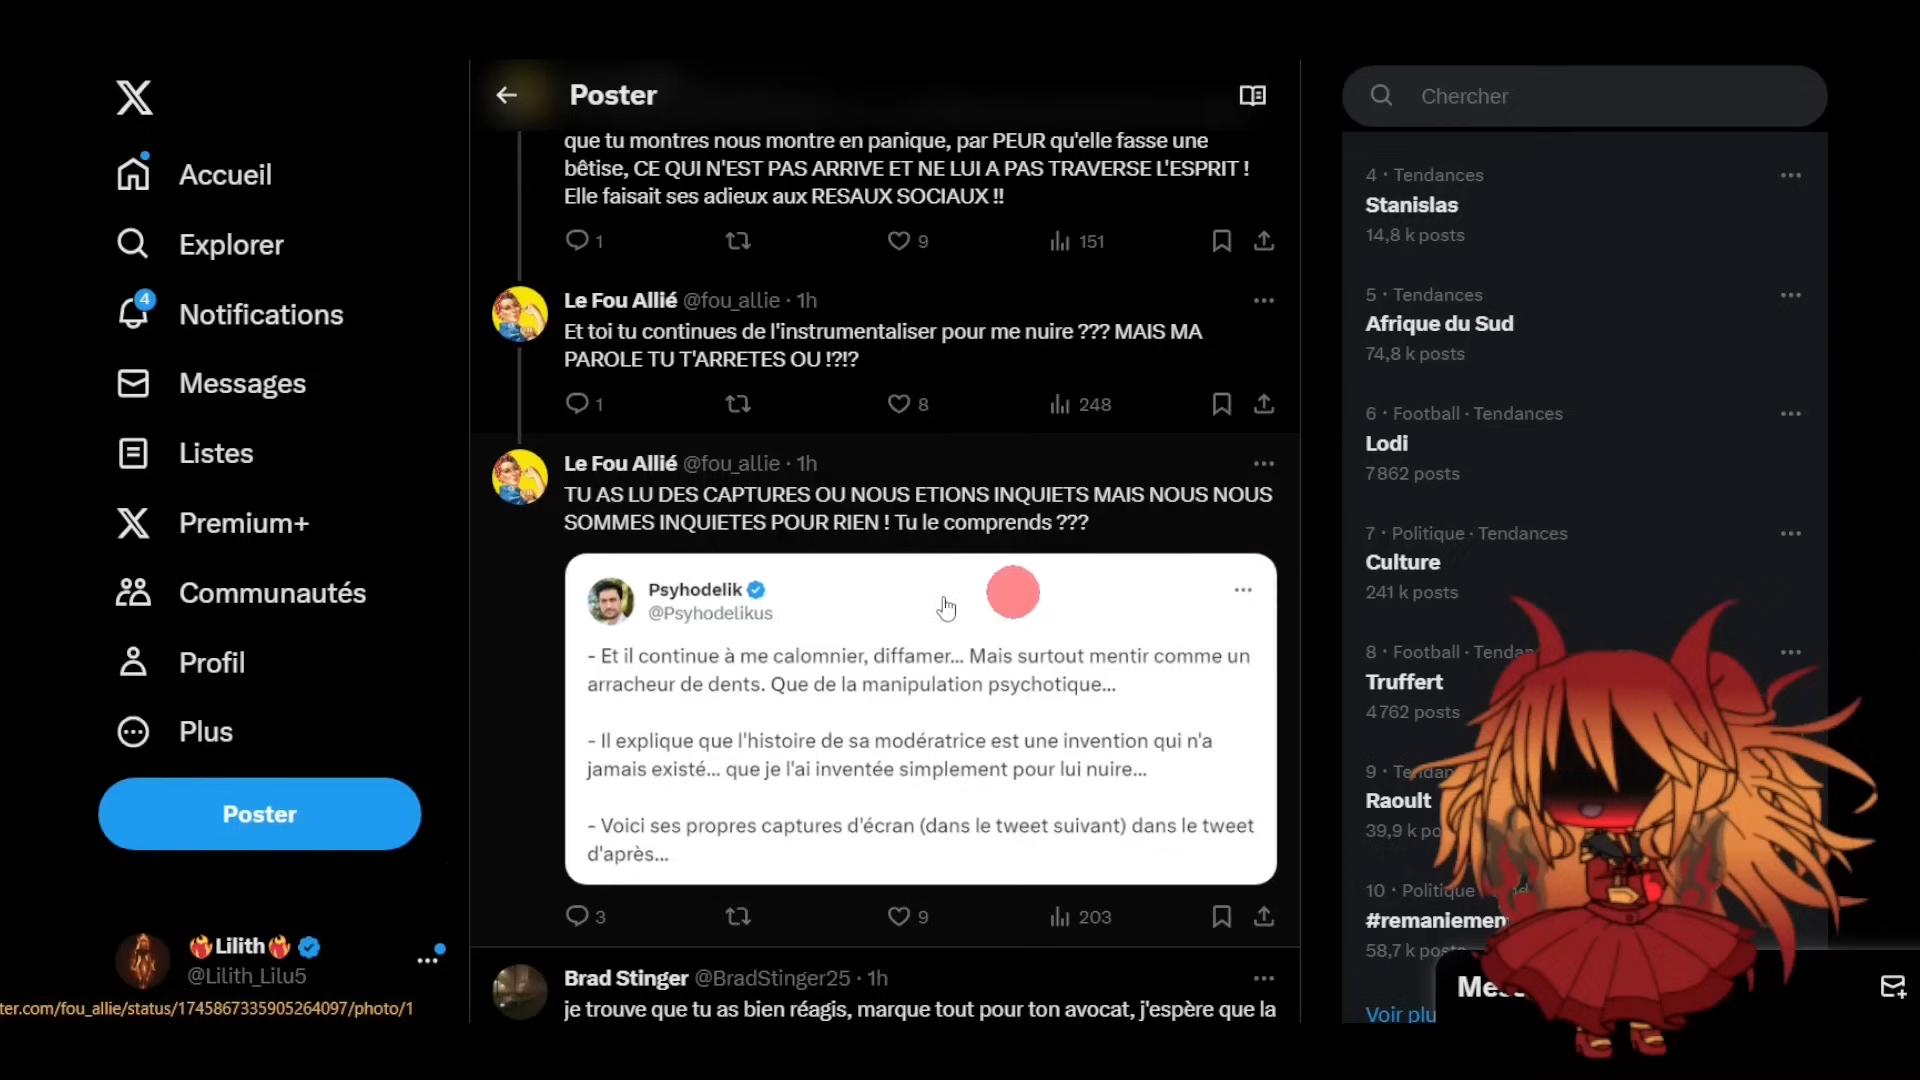 Accueil
Explorer
4
Notifications
Messages
Listes
Premium+
Communautés
Profil
Plus
Poster
Lilith
@Lilith_Lilu5
ter.com/fou_allie/status/1745867335905264097/photo/1
Poster
que tu montres nous montre en panique, par PEUR qu'elle fasse une
bêtise, CE QUI N'EST PAS ARRIVE ET NE LUI A PAS TRAVERSE L'ESPRIT !
Elle faisait ses adieux aux RESAUX SOCIAUX !!
1 9 151
Le Fou Allié @fou_allie · 1h
Et toi tu continues de l'instrumentaliser pour me nuire ??? MAIS MA
PAROLE TU T'ARRETES OU !?!?
1 8 248
Le Fou Allié @fou_allie · 1h
TU AS LU DES CAPTURES OU NOUS ETIONS INQUIETS MAIS NOUS NOUS
SOMMES INQUIETES POUR RIEN ! Tu le comprends ???
Psyhodelik
@Psyhodelikus
- Et il continue à me calomnier, diffamer... Mais surtout mentir comme un
arracheur de dents. Que de la manipulation psychotique...
- Il explique que l'histoire de sa modératrice est une invention qui n'a
jamais existé... que je l'ai inventée simplement pour lui nuire...
- Voici ses propres captures d'écran (dans le tweet suivant) dans le tweet
d'après...
3 9 203
Brad Stinger @BradStinger25 · 1h
je trouve que tu as bien réagis, marque tout pour ton avocat, j'espère que la
Chercher
4 · Tendances
Stanislas
14,8 k posts
5 · Tendances
Afrique du Sud
74,8 k posts
6 · Football · Tendances
Lodi
7 862 posts
7 · Politique · Tendances
Culture
241 k posts
8 · Football · Tendan
Truffert
4 762 posts
9 · Tendan
Raoult
39,9 k po
10 · Politique
#remaniemen
58,7 k pos
Mes
Voir plu